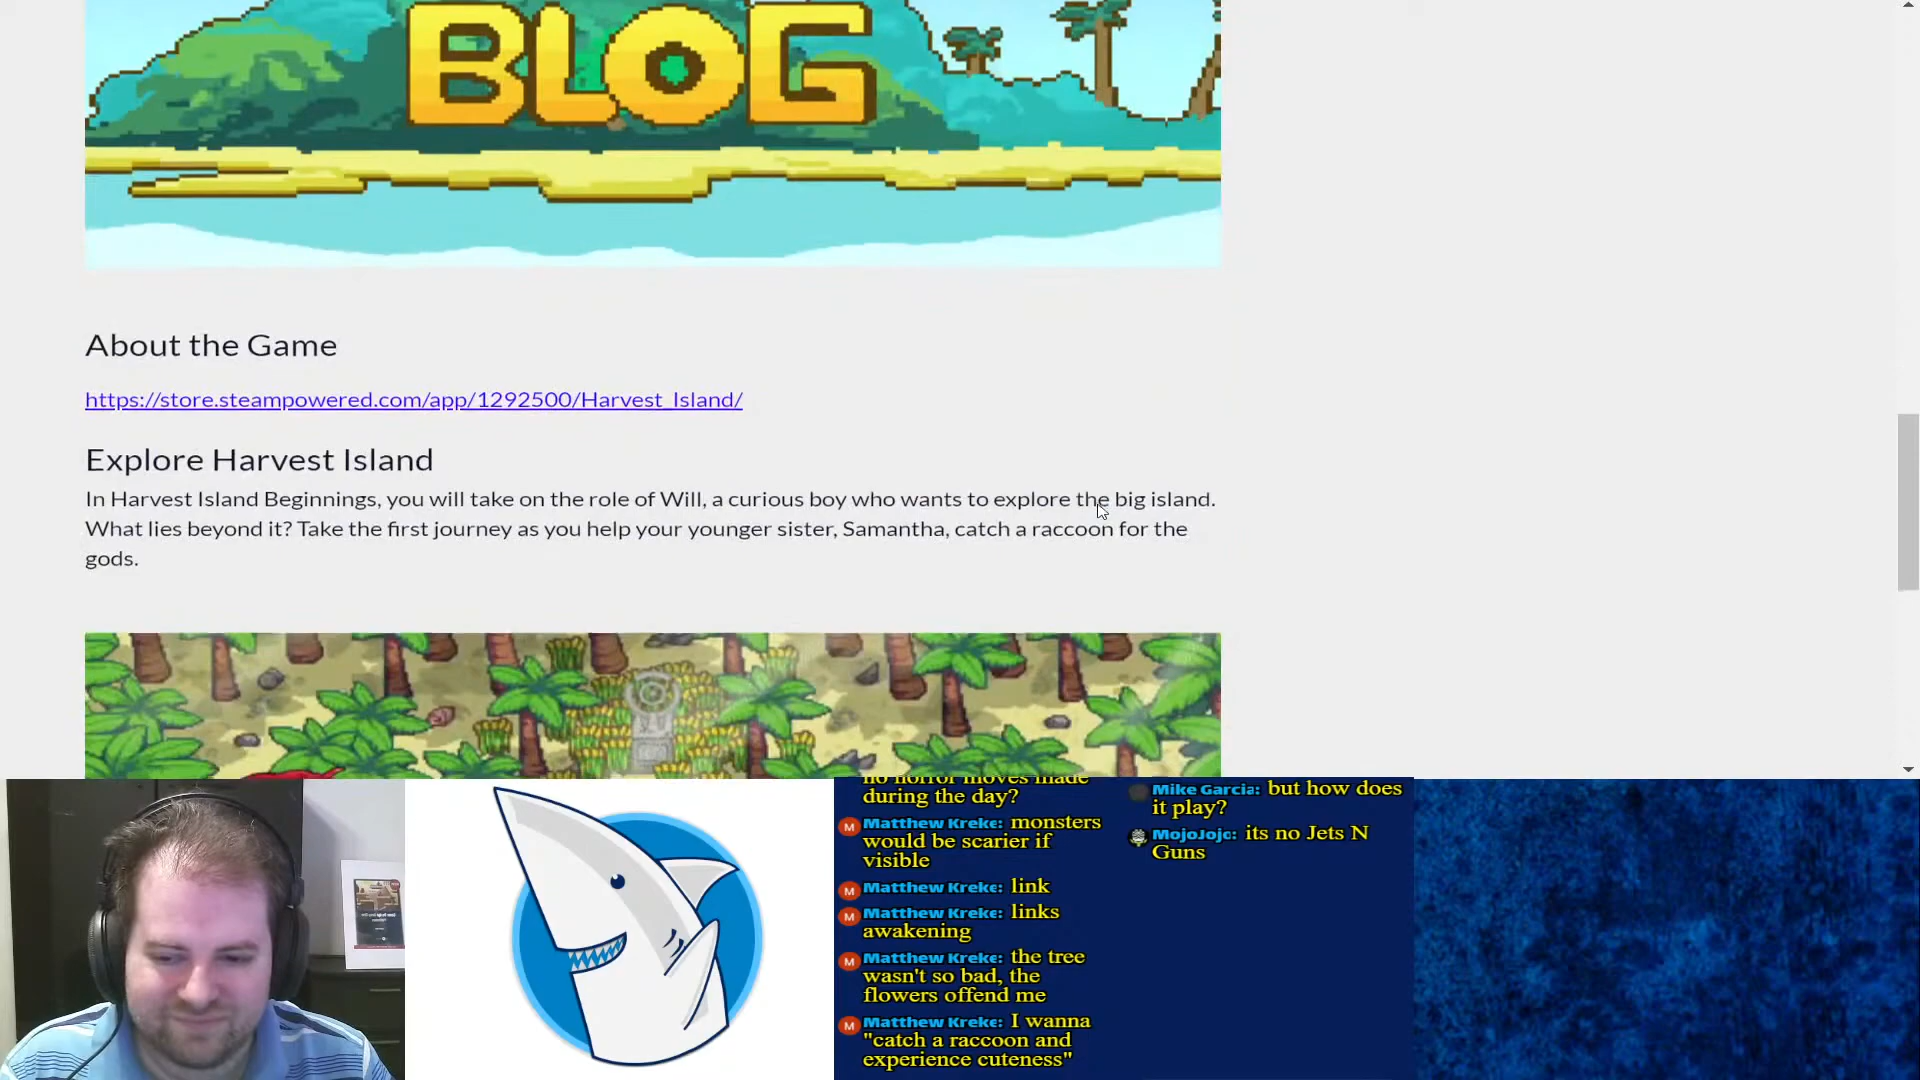 BLOG
About the Game
https://store.steampowered.com/app/1292500/Harvest_Island/
Explore Harvest Island
In Harvest Island Beginnings, you will take on the role of Will, a curious boy who wants to explore the big island.
What lies beyond it? Take the first journey as you help your younger sister, Samantha, catch a raccoon for the
gods.
no horror moves made
during the day?
M Matthew Kreke: monsters
would be scarier if
visible
M Matthew Kreke: link
M Matthew Kreke: links
awakening
M Matthew Kreke: the tree
wasn't so bad, the
flowers offend me
M Matthew Kreke: I wanna
"catch a raccoon and
experience cuteness"
Mike Garcia: but how does
it play?
MojoJojo: its no Jets N
Guns